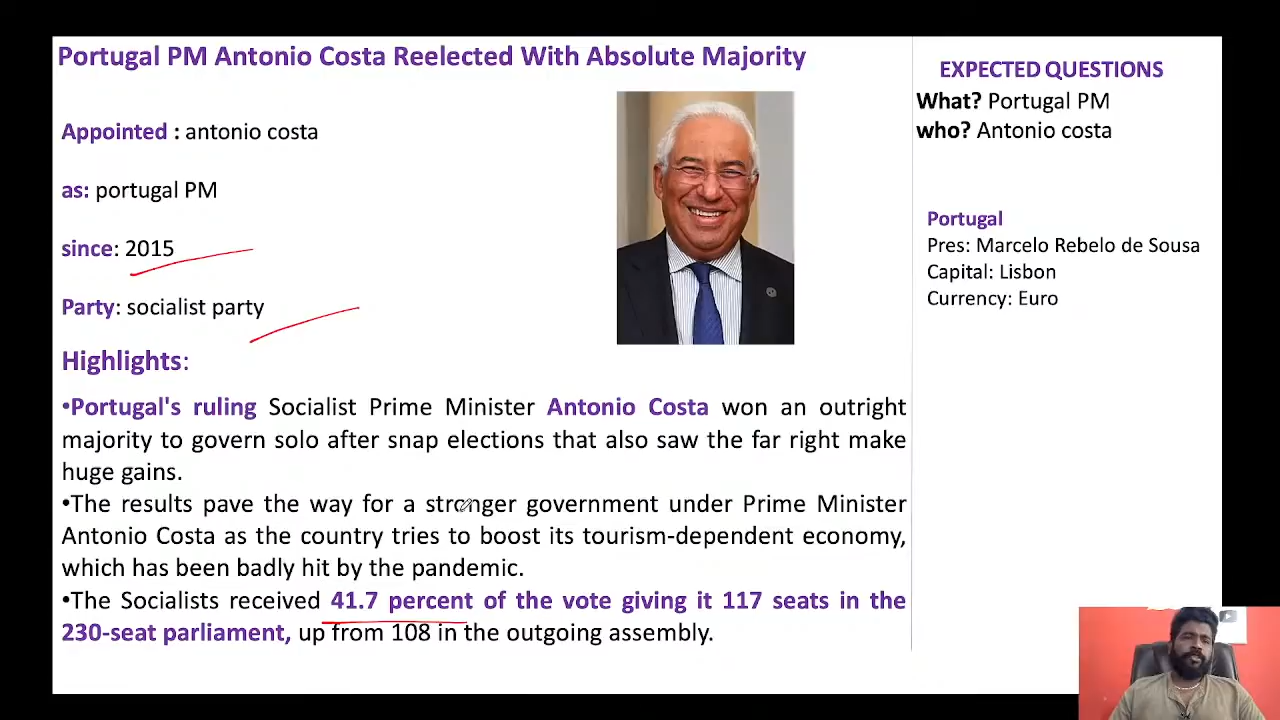 Portugal PM Antonio Costa Reelected With Absolute Majority
Appointed : antonio costa
as: portugal PM
since: 2015
Party: socialist party
Highlights:
•Portugal's ruling Socialist Prime Minister Antonio Costa won an outright
majority to govern solo after snap elections that also saw the far right make
huge gains.
•The results pave the way for a stronger government under Prime Minister
Antonio Costa as the country tries to boost its tourism-dependent economy,
which has been badly hit by the pandemic.
•The Socialists received 41.7 percent of the vote giving it 117 seats in the
230-seat parliament, up from 108 in the outgoing assembly.
EXPECTED QUESTIONS
What? Portugal PM
who? Antonio costa
Portugal
Pres: Marcelo Rebelo de Sousa
Capital: Lisbon
Currency: Euro